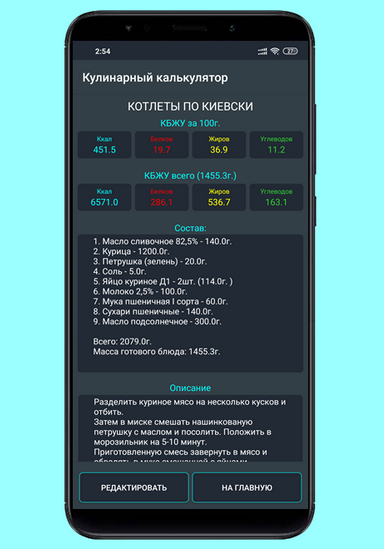 2:54
27
Кулинарный калькулятор
КОТЛЕТЫ ПО КИЕВСКИ
КБЖУ за 100г.
Ккал Белков Жиров Углеводов
451.5 19.7 36.9 11.2
КБЖУ всего (1455.3г.)
Ккал Белков Жиров Углеводов
6571.0 286.1 536.7 163.1
Состав:
1. Масло сливочное 82,5% - 140.0г.
2. Курица - 1200.0г.
3. Петрушка (зелень) - 20.0г.
4. Соль - 5.0г.
5. Яйцо куриное Д1 - 2шт. (114.0г. )
6. Молоко 2,5% - 100.0г.
7. Мука пшеничная I сорта - 60.0г.
8. Сухари пшеничные - 140.0г.
9. Масло подсолнечное - 300.0г.
Всего: 2079.0г.
Масса готового блюда: 1455.3г.
Описание
Разделить куриное мясо на несколько кусков и
отбить.
Затем в миске смешать нашинкованую
петрушку с маслом и посолить. Положить в
морозильник на 5-10 минут.
Приготовленную смесь завернуть в мясо и
обвалять в муке смешанной с яйцами
РЕДАКТИРОВАТЬ
НА ГЛАВНУЮ